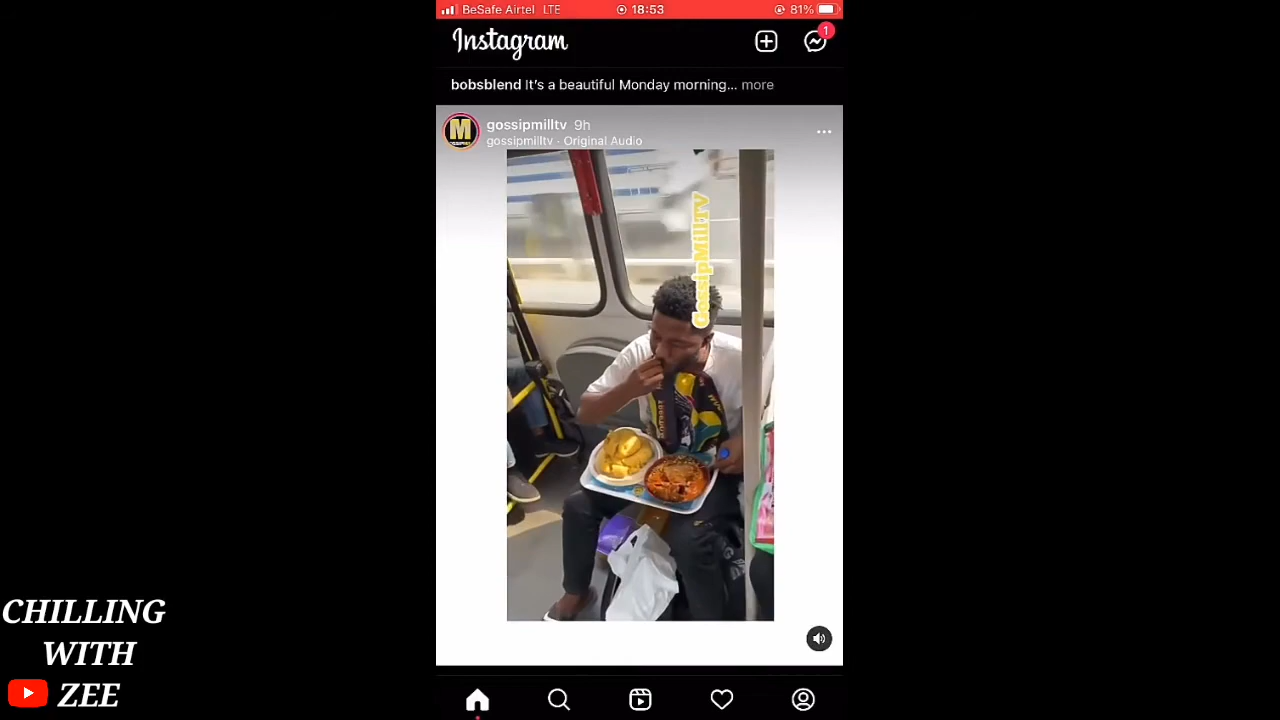 BeSafe Airtel LTE 18:53 81%
Instagram
1
bobsblend It's a beautiful Monday morning... more
gossipmilltv 9h
gossipmilltv · Original Audio
GossipMillTV
CHILLING
WITH
ZEE